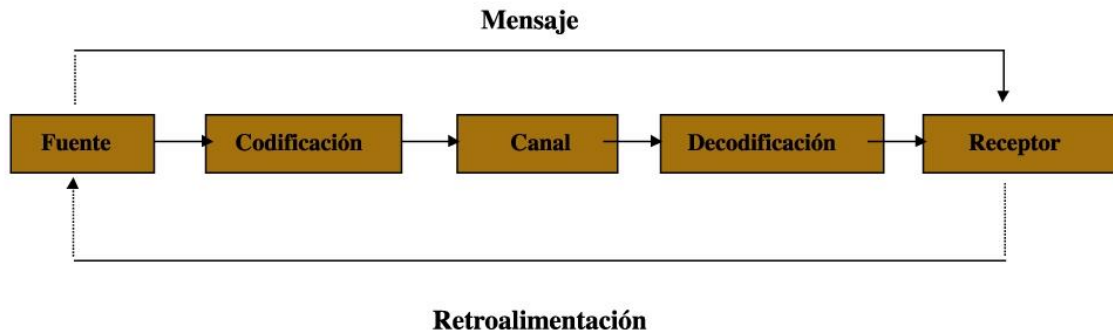 Mensaje
Fuente Codificación Canal Decodificación Receptor
Retroalimentación